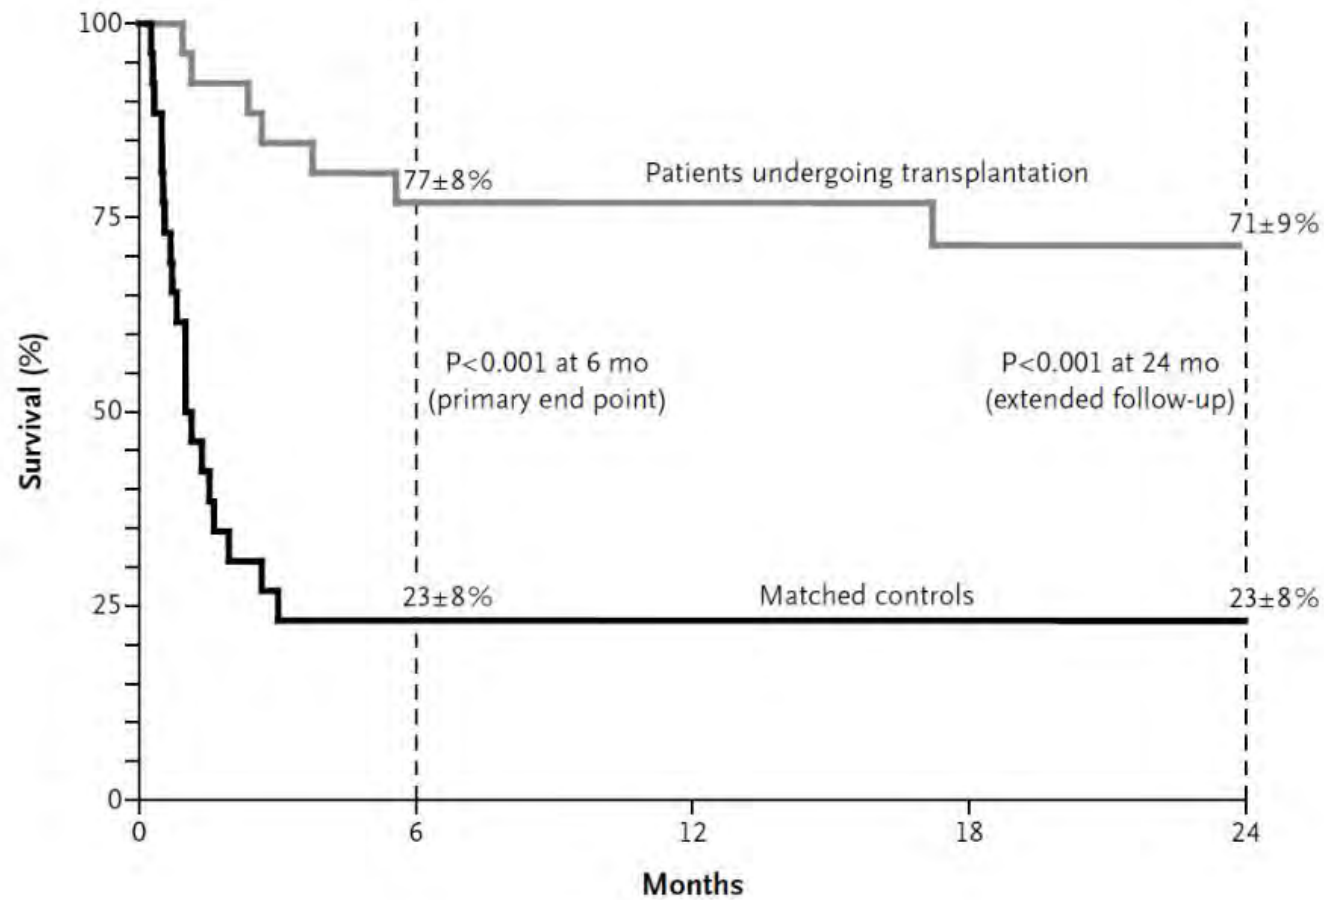 100
75
50
25
0
Survival (%)
77±8%
Patients undergoing transplantation
71±9%
P<0.001 at 6 mo
(primary end point)
P<0.001 at 24 mo
(extended follow-up)
23±8%
Matched controls
23±8%
0
6
12
18
24
Months